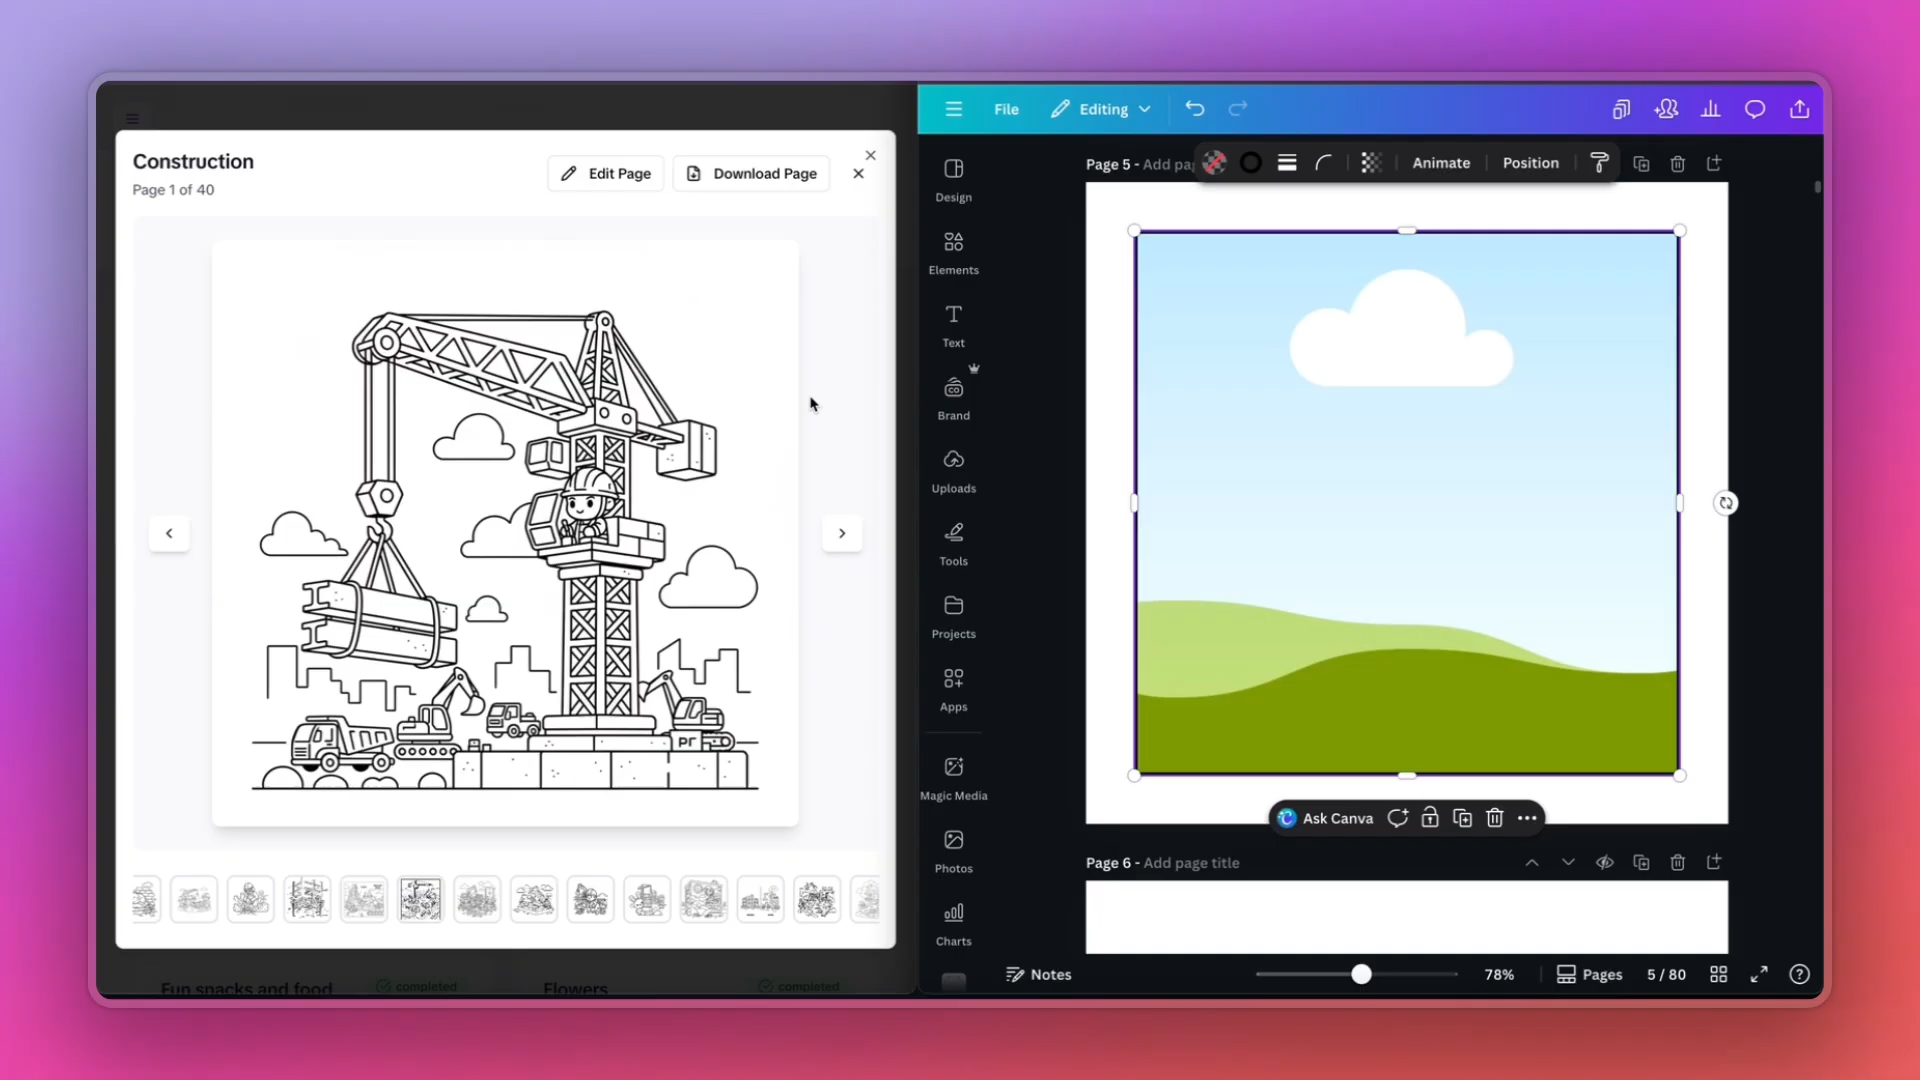 Construction
Page 1 of 40
Edit Page
Download Page
Fun snacks and food
completed
Flowers
completed
File
Editing
Design
Elements
Text
Brand
Uploads
Tools
Projects
Apps
Magic Media
Photos
Charts
Page 5 - Add pag
Animate
Position
Ask Canva
Page 6 - Add page title
Notes
78%
Pages
5 / 80